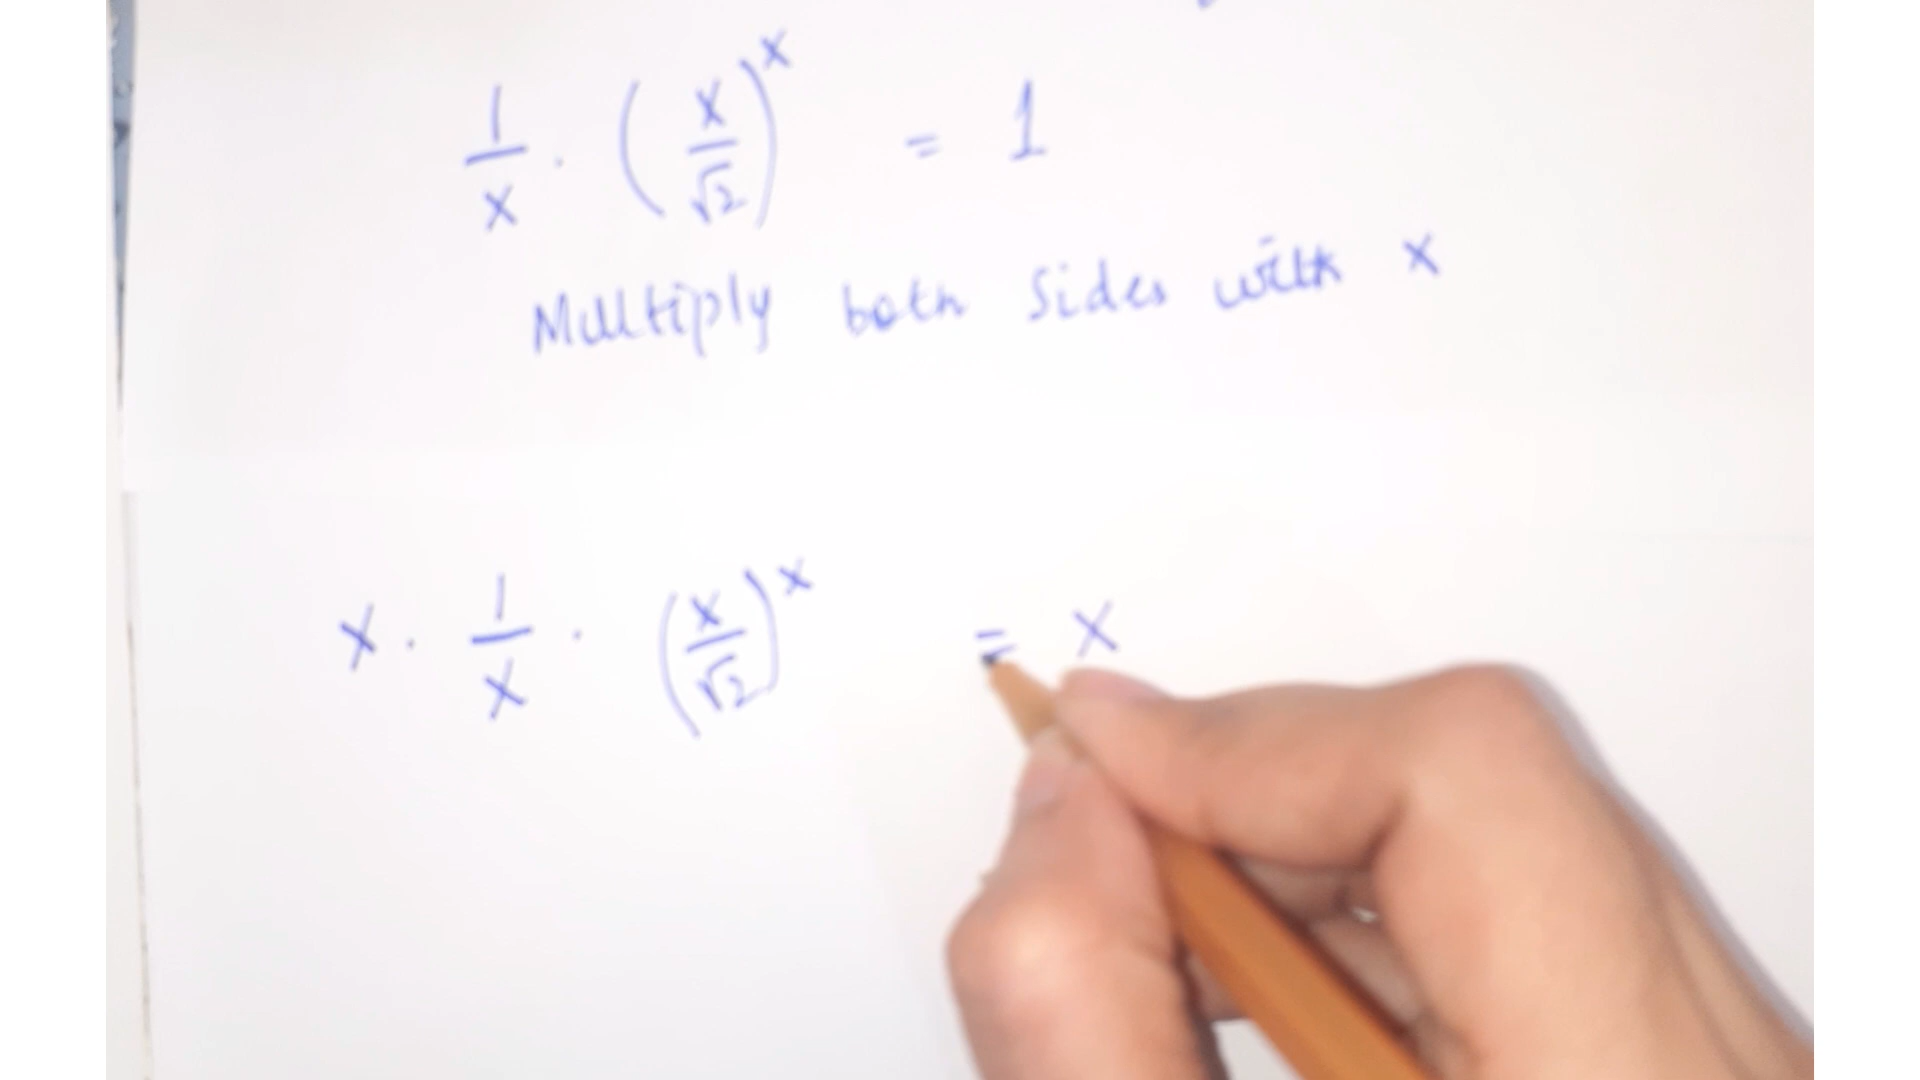 1/x · (x/√2)^x = 1
Multiply both sides with x
x · 1/x · (x/√2)^x = x